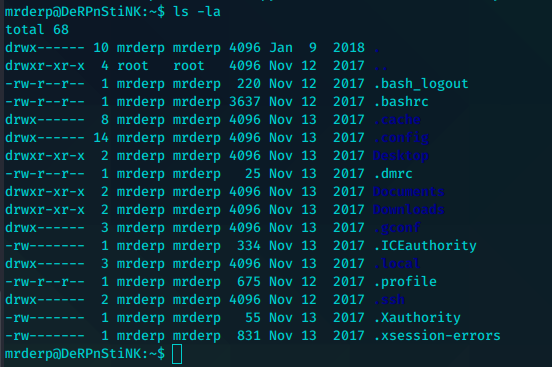 mrderp@DeRPnStiNK:~$ ls -la
total 68
drwx------ 10 mrderp mrderp 4096 Jan  9  2018 .
drwxr-xr-x  4 root   root   4096 Nov 12  2017 ..
-rw-r--r--  1 mrderp mrderp  220 Nov 12  2017 .bash_logout
-rw-r--r--  1 mrderp mrderp 3637 Nov 12  2017 .bashrc
drwx------  8 mrderp mrderp 4096 Nov 13  2017 .cache
drwx------ 14 mrderp mrderp 4096 Nov 13  2017 .config
drwxr-xr-x  2 mrderp mrderp 4096 Nov 13  2017 Desktop
-rw-r--r--  1 mrderp mrderp   25 Nov 13  2017 .dmrc
drwxr-xr-x  2 mrderp mrderp 4096 Nov 13  2017 Documents
drwxr-xr-x  2 mrderp mrderp 4096 Nov 13  2017 Downloads
drwx------  3 mrderp mrderp 4096 Nov 13  2017 .gconf
-rw-------  1 mrderp mrderp  334 Nov 13  2017 .ICEauthority
drwx------  3 mrderp mrderp 4096 Nov 13  2017 .local
-rw-r--r--  1 mrderp mrderp  675 Nov 12  2017 .profile
drwx------  2 mrderp mrderp 4096 Nov 12  2017 .ssh
-rw-------  1 mrderp mrderp   55 Nov 13  2017 .Xauthority
-rw-------  1 mrderp mrderp  831 Nov 13  2017 .xsession-errors
mrderp@DeRPnStiNK:~$